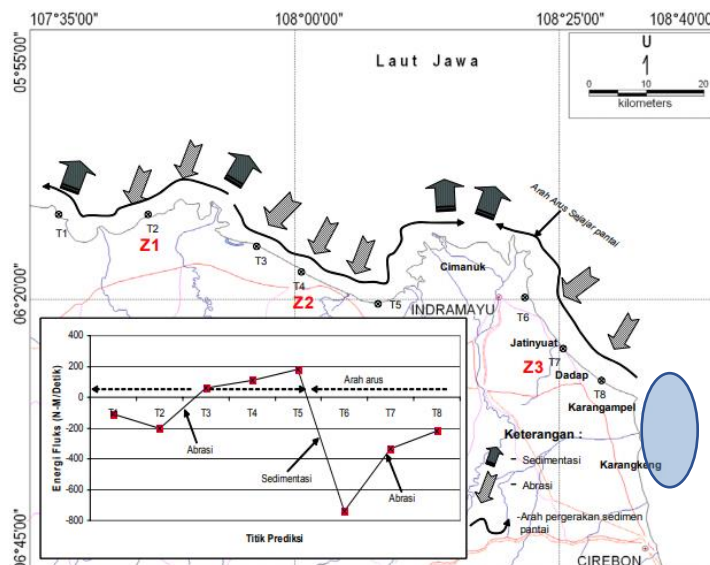 107°35'00"
108°00'00"
108°25'00"
108°40'00"
05°55'00"
06°20'00"
06°45'00"
Laut Jawa
U
0 10 20
kilometers
Arah Arus Sejajar pantai
T1
T2
Z1
T3
T4
Z2
T5
Cimanuk
INDRAMAYU
T6
Jatinyuat
T7
Z3
Dadap
T8
Karangampel
Karangkeng
CIREBON
Keterangan :
- Sedimentasi
- Abrasi
-Arah pergerakan sedimen
pantai
Energi Fluks (N-M/Detik)
400
200
0
-200
-400
-600
-800
Arah arus
T1 T2 T3 T4 T5 T6 T7 T8
Abrasi
Sedimentasi
Abrasi
Titik Prediksi